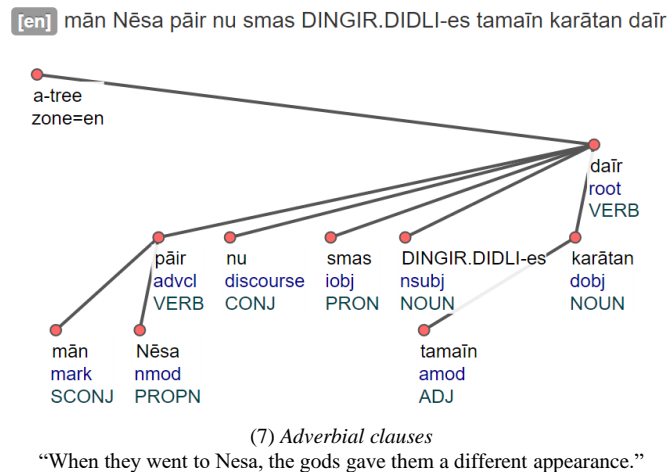 [en] mān Nēsa pāir nu smas DINGIR.DIDLI-es tamaīn karātan daīr
a-tree
zone=en
daīr
root
VERB
pāir nu smas DINGIR.DIDLI-es karātan
advcl discourse iobj nsubj dobj
VERB CONJ PRON NOUN NOUN
mān Nēsa tamaīn
mark nmod amod
SCONJ PROPN ADJ
(7) Adverbial clauses
“When they went to Nesa, the gods gave them a different appearance.”